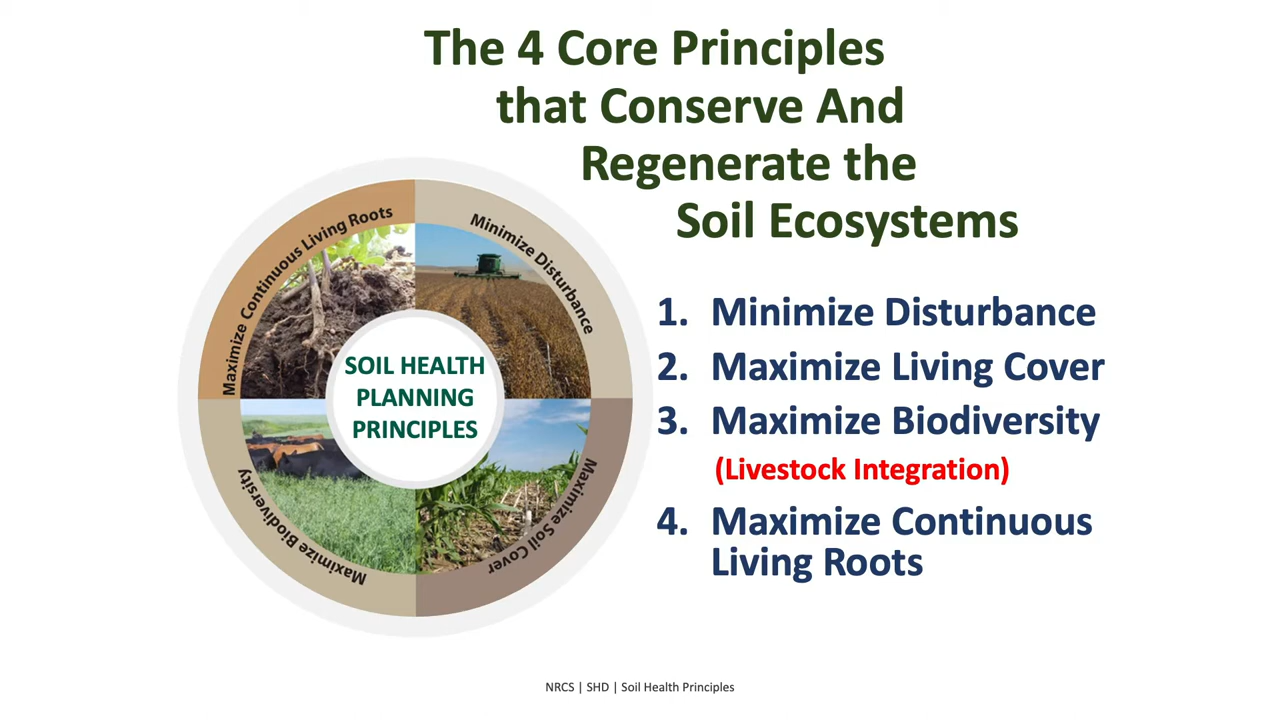 The 4 Core Principles
that Conserve And
Regenerate the
Soil Ecosystems
Maximize Continuous Living Roots
Minimize Disturbance
SOIL HEALTH
PLANNING
PRINCIPLES
Maximize Biodiversity
Maximize Soil Cover
1. Minimize Disturbance
2. Maximize Living Cover
3. Maximize Biodiversity
(Livestock Integration)
4. Maximize Continuous
Living Roots
NRCS | SHD | Soil Health Principles